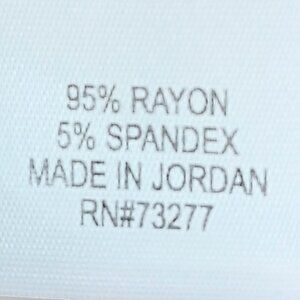 95% RAYON
5% SPANDEX
MADE IN JORDAN
RN#73277